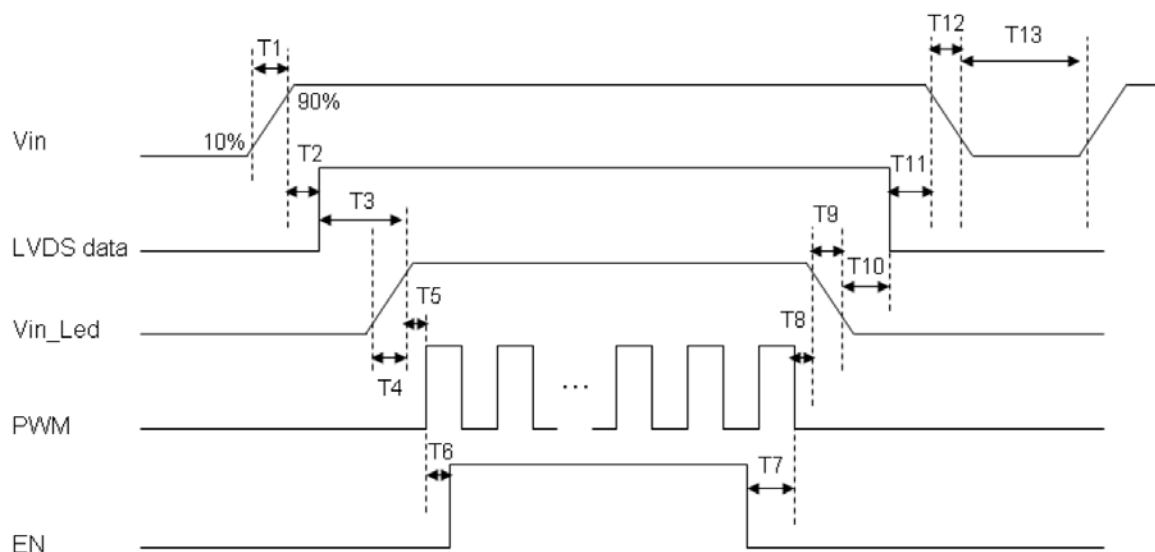 T12
T13
T1
90%
Vin
10%
T2
T11
T3
T9
LVDS data
T10
T5
Vin_Led
T8
T4
...
PWM
T6
T7
EN